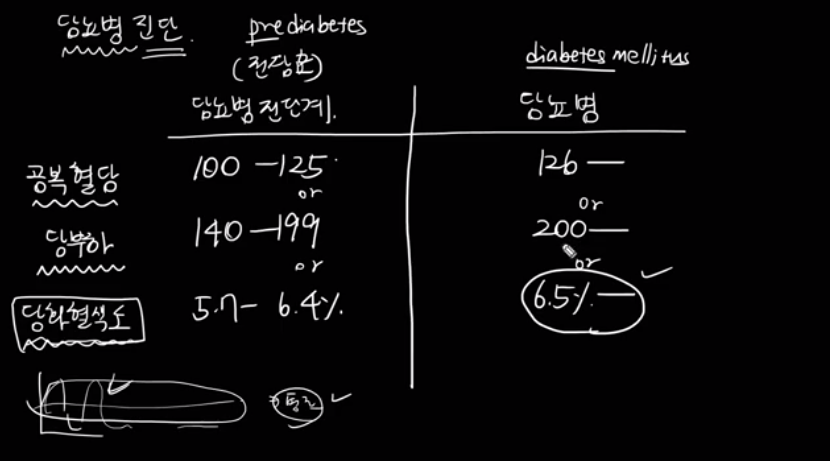 당뇨병 진단. prediabetes
(전당뇨) diabetes mellitus
당뇨병 전단계. 당뇨병
공복혈당 100 — 125. 126 —
or or
당부하 140 — 199 200 —
or or
당화혈색소 5.7 — 6.4% 6.5% —
평균